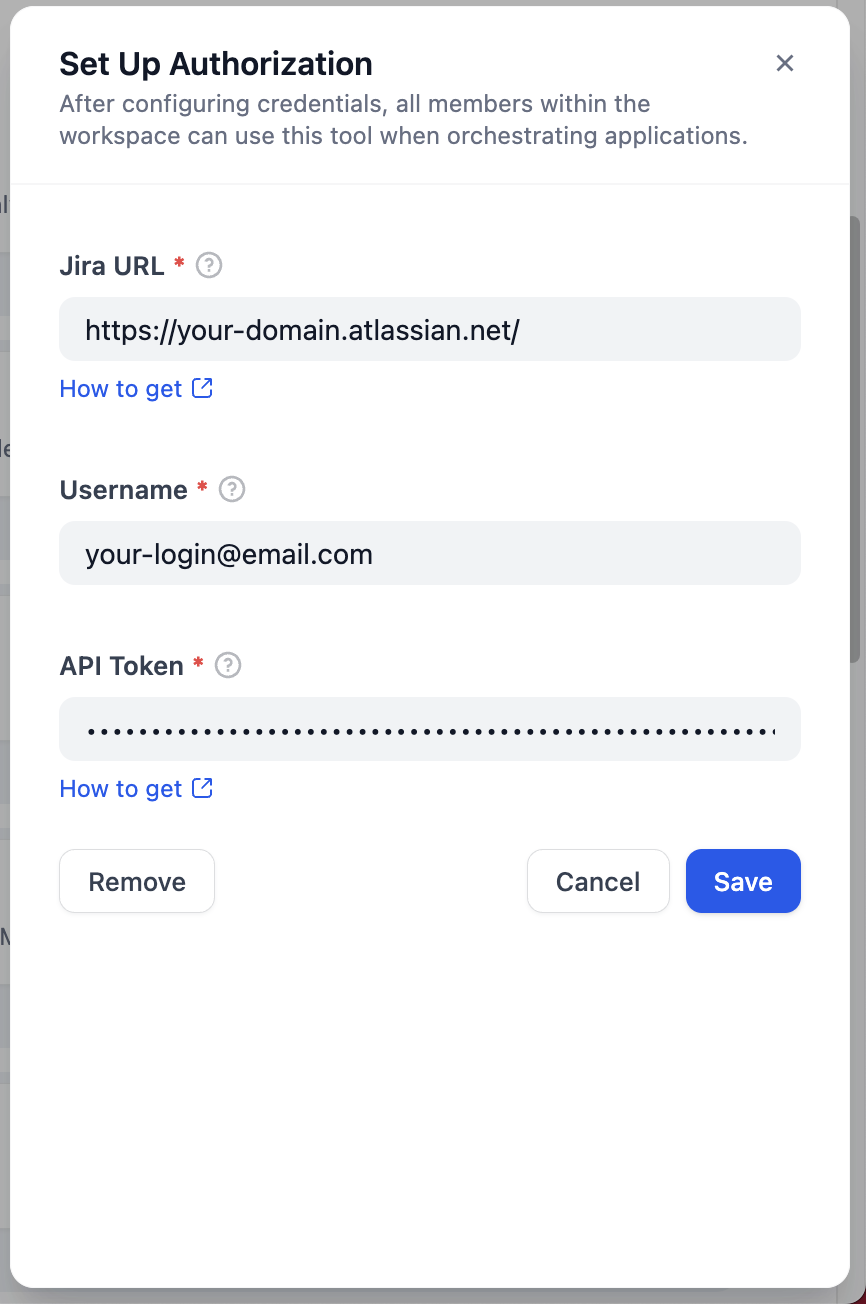 Set Up Authorization
After configuring credentials, all members within the
workspace can use this tool when orchestrating applications.
Jira URL *
https://your-domain.atlassian.net/
How to get
Username *
your-login@email.com
API Token *
How to get
Remove
Cancel
Save